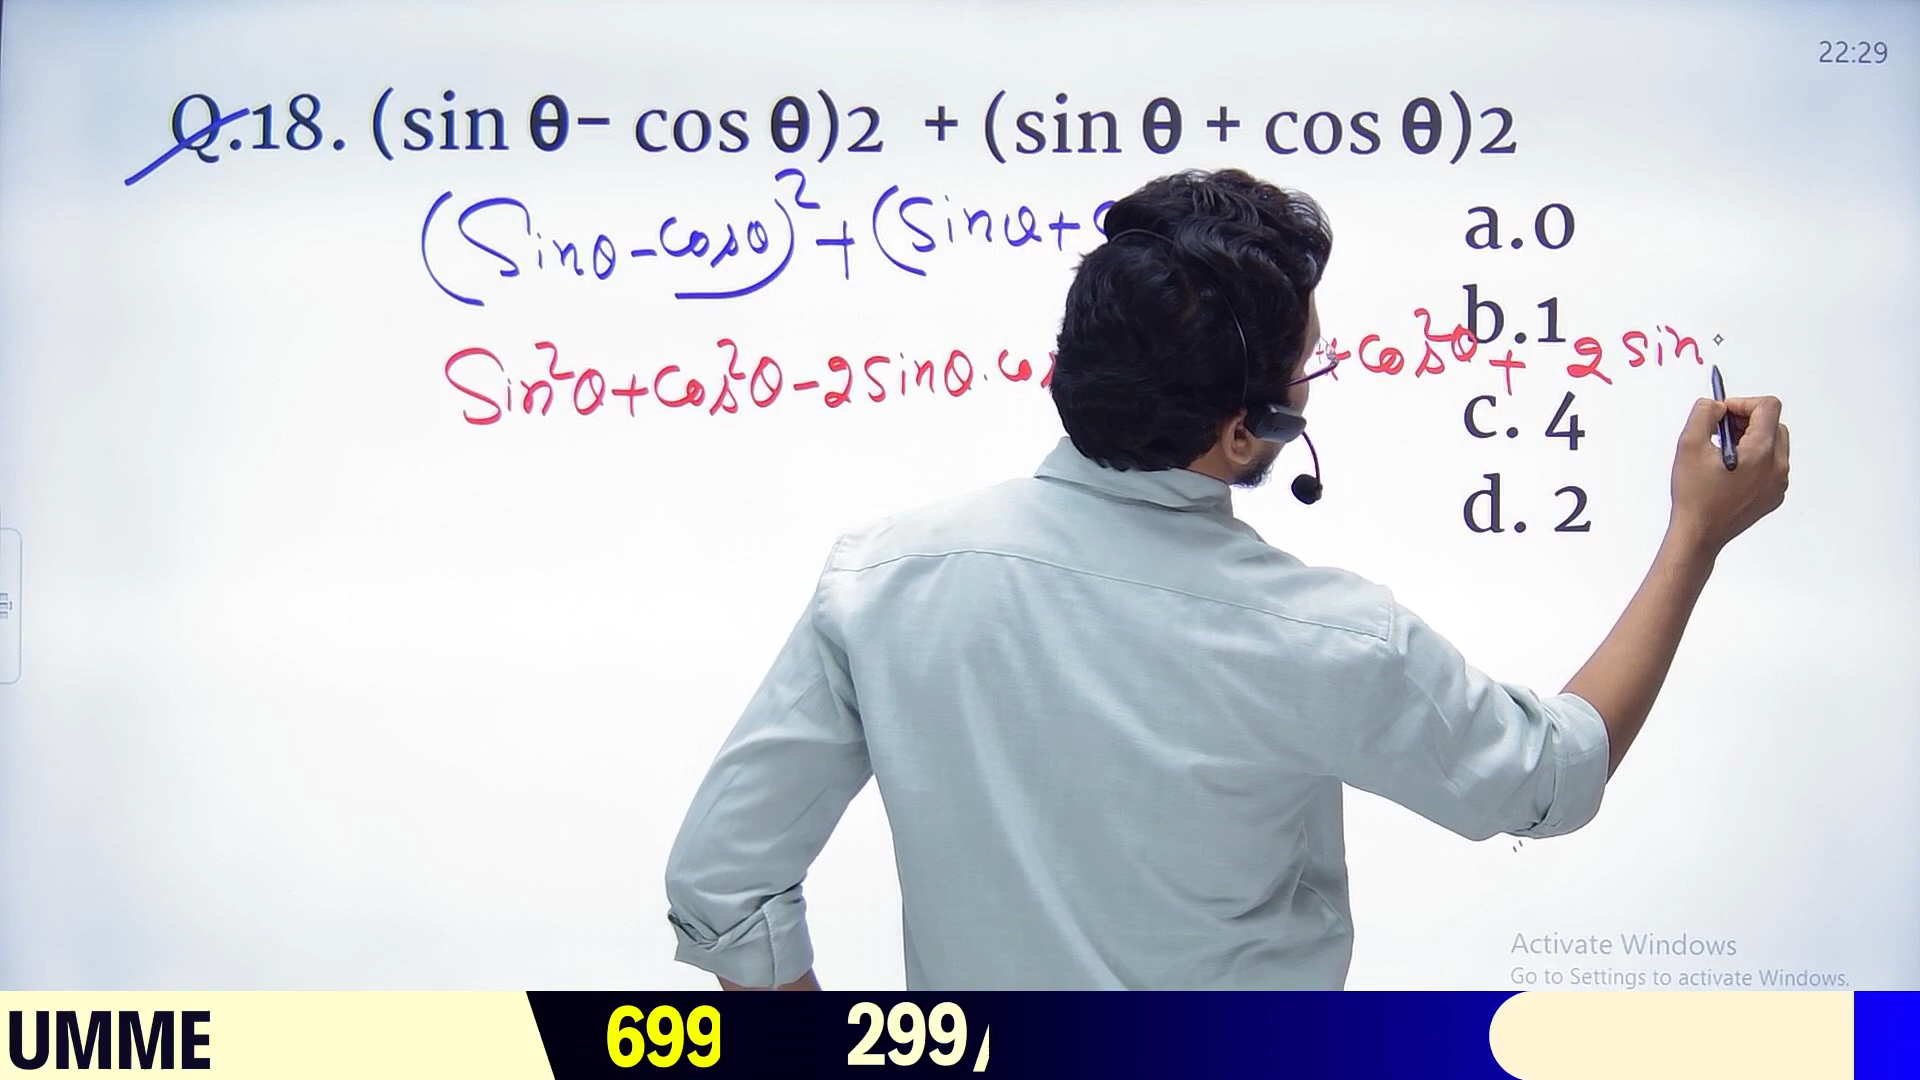 22:29
Q.18. (sin θ- cos θ)2 + (sin θ + cos θ)2
(Sinθ-cosθ)² + (sinθ+
a.0
b.1
Sin²θ+cos²θ-2sinθ.cos +cos²θ + 2 sin
c. 4
d. 2
Activate Windows
Go to Settings to activate Windows.
UMME 699 299/